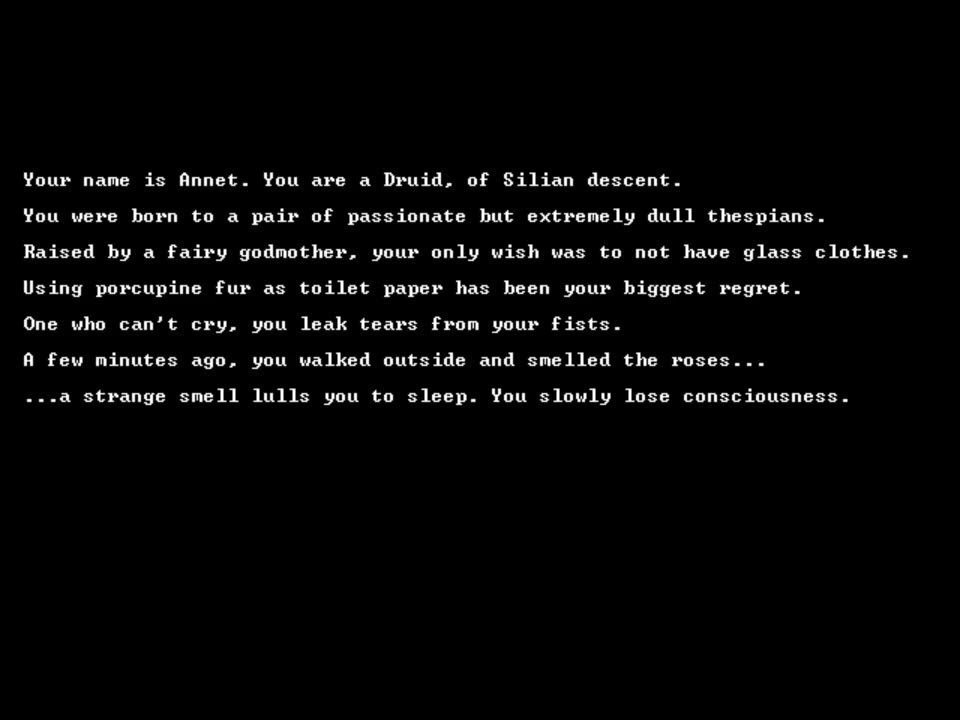 Your name is Annet. You are a Druid, of Silian descent.
You were born to a pair of passionate but extremely dull thespians.
Raised by a fairy godmother, your only wish was to not have glass clothes.
Using porcupine fur as toilet paper has been your biggest regret.
One who can't cry, you leak tears from your fists.
A few minutes ago, you walked outside and smelled the roses...
...a strange smell lulls you to sleep. You slowly lose consciousness.